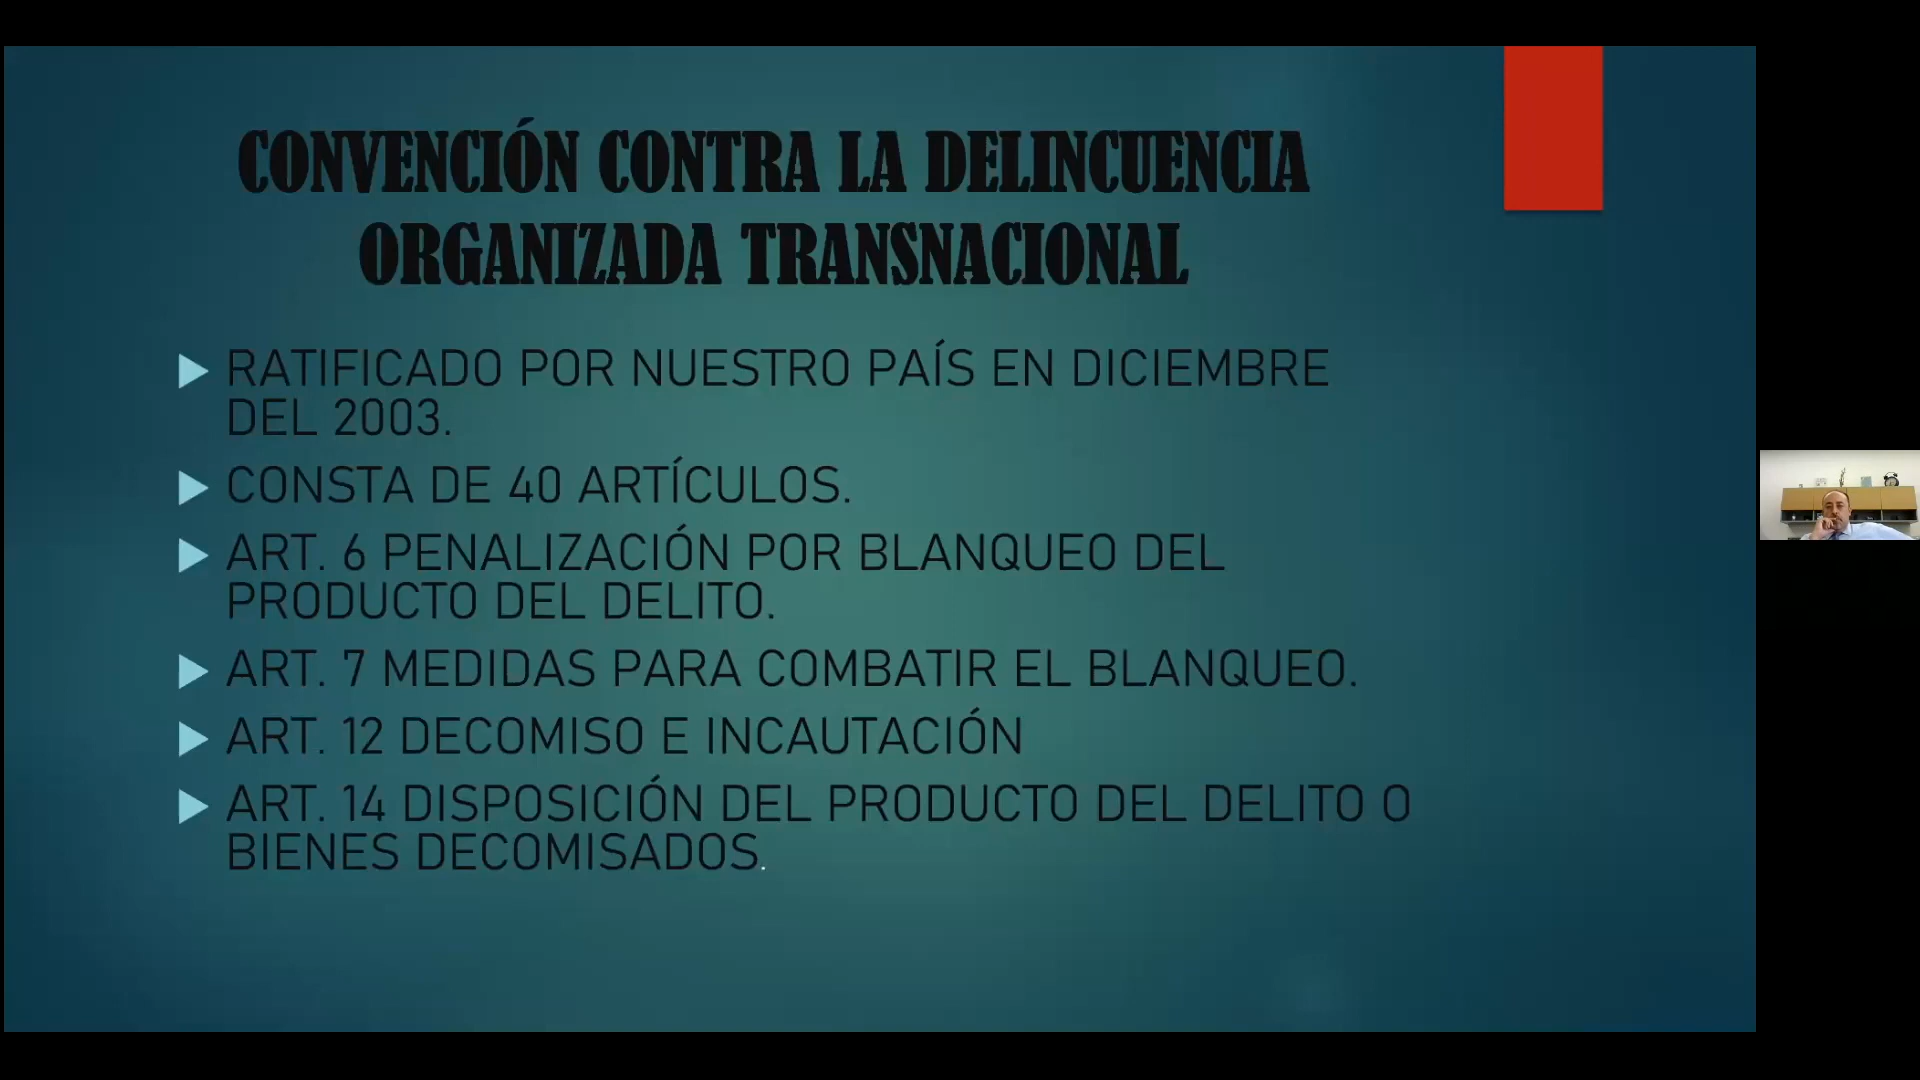 CONVENCIÓN CONTRA LA DELINCUENCIA
ORGANIZADA TRANSNACIONAL
RATIFICADO POR NUESTRO PAÍS EN DICIEMBRE
DEL 2003.
CONSTA DE 40 ARTÍCULOS.
ART. 6 PENALIZACIÓN POR BLANQUEO DEL
PRODUCTO DEL DELITO.
ART. 7 MEDIDAS PARA COMBATIR EL BLANQUEO.
ART. 12 DECOMISO E INCAUTACIÓN
ART. 14 DISPOSICIÓN DEL PRODUCTO DEL DELITO O
BIENES DECOMISADOS.